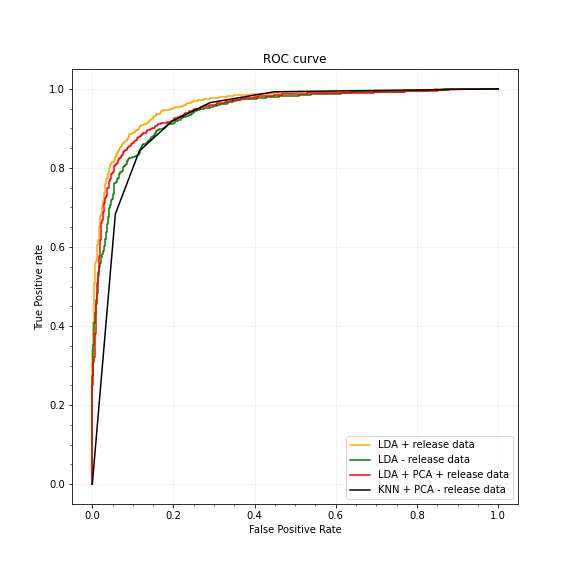 ROC curve
1.0
0.8
0.6
0.4
0.2
0.0
True Positive rate
LDA + release data
LDA - release data
LDA + PCA + release data
KNN + PCA - release data
0.0 0.2 0.4 0.6 0.8 1.0
False Positive Rate